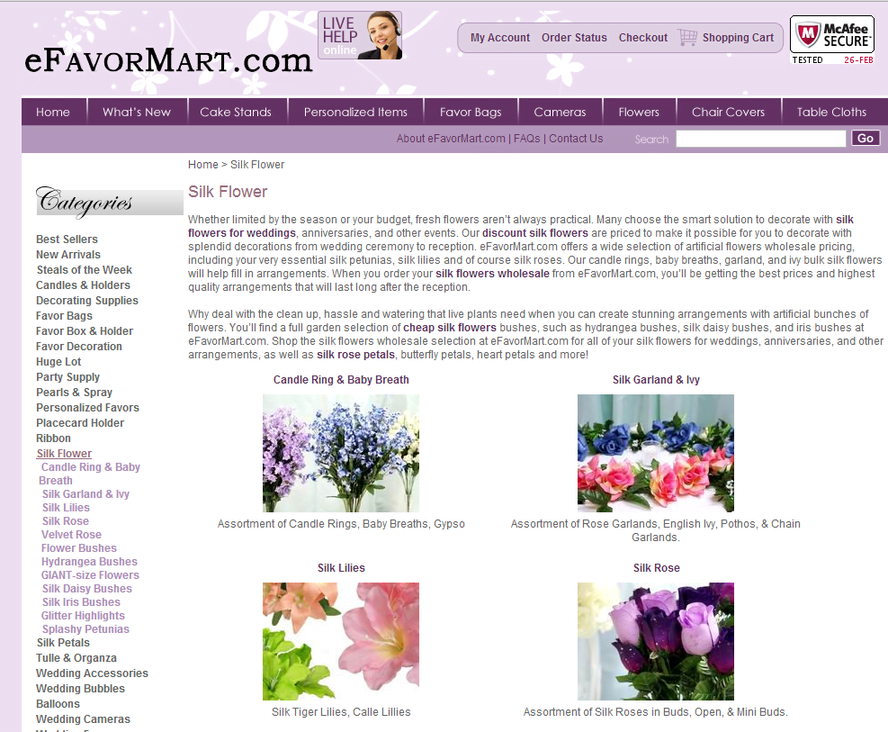 eFavorMart.com
LIVE
HELP
online
My Account Order Status Checkout Shopping Cart
McAfee
SECURE
TESTED 26-FEB
Home What's New Cake Stands Personalized Items Favor Bags Cameras Flowers Chair Covers Table Cloths
About eFavorMart.com | FAQs | Contact Us Search Go
Home > Silk Flower
Categories
Best Sellers
New Arrivals
Steals of the Week
Candles & Holders
Decorating Supplies
Favor Bags
Favor Box & Holder
Favor Decoration
Huge Lot
Party Supply
Pearls & Spray
Personalized Favors
Placecard Holder
Ribbon
Silk Flower
Candle Ring & Baby
Breath
Silk Garland & Ivy
Silk Lilies
Silk Rose
Velvet Rose
Flower Bushes
Hydrangea Bushes
GIANT-size Flowers
Silk Daisy Bushes
Silk Iris Bushes
Glitter Highlights
Splashy Petunias
Silk Petals
Tulle & Organza
Wedding Accessories
Wedding Bubbles
Balloons
Wedding Cameras
Silk Flower
Whether limited by the season or your budget, fresh flowers aren't always practical. Many choose the smart solution to decorate with silk
flowers for weddings, anniversaries, and other events. Our discount silk flowers are priced to make it possible for you to decorate with
splendid decorations from wedding ceremony to reception. eFavorMart.com offers a wide selection of artificial flowers wholesale pricing,
including your very essential silk petunias, silk lilies and of course silk roses. Our candle rings, baby breaths, garland, and ivy bulk silk flowers
will help fill in arrangements. When you order your silk flowers wholesale from eFavorMart.com, you'll be getting the best prices and highest
quality arrangements that will last long after the reception.
Why deal with the clean up, hassle and watering that live plants need when you can create stunning arrangements with artificial bunches of
flowers. You'll find a full garden selection of cheap silk flowers bushes, such as hydrangea bushes, silk daisy bushes, and iris bushes at
eFavorMart.com. Shop the silk flowers wholesale selection at eFavorMart.com for all of your silk flowers for weddings, anniversaries, and other
arrangements, as well as silk rose petals, butterfly petals, heart petals and more!
Candle Ring & Baby Breath
Assortment of Candle Rings, Baby Breaths, Gypso
Silk Garland & Ivy
Assortment of Rose Garlands, English Ivy, Pothos, & Chain
Garlands.
Silk Lilies
Silk Tiger Lilies, Calle Lillies
Silk Rose
Assortment of Silk Roses in Buds, Open, & Mini Buds.